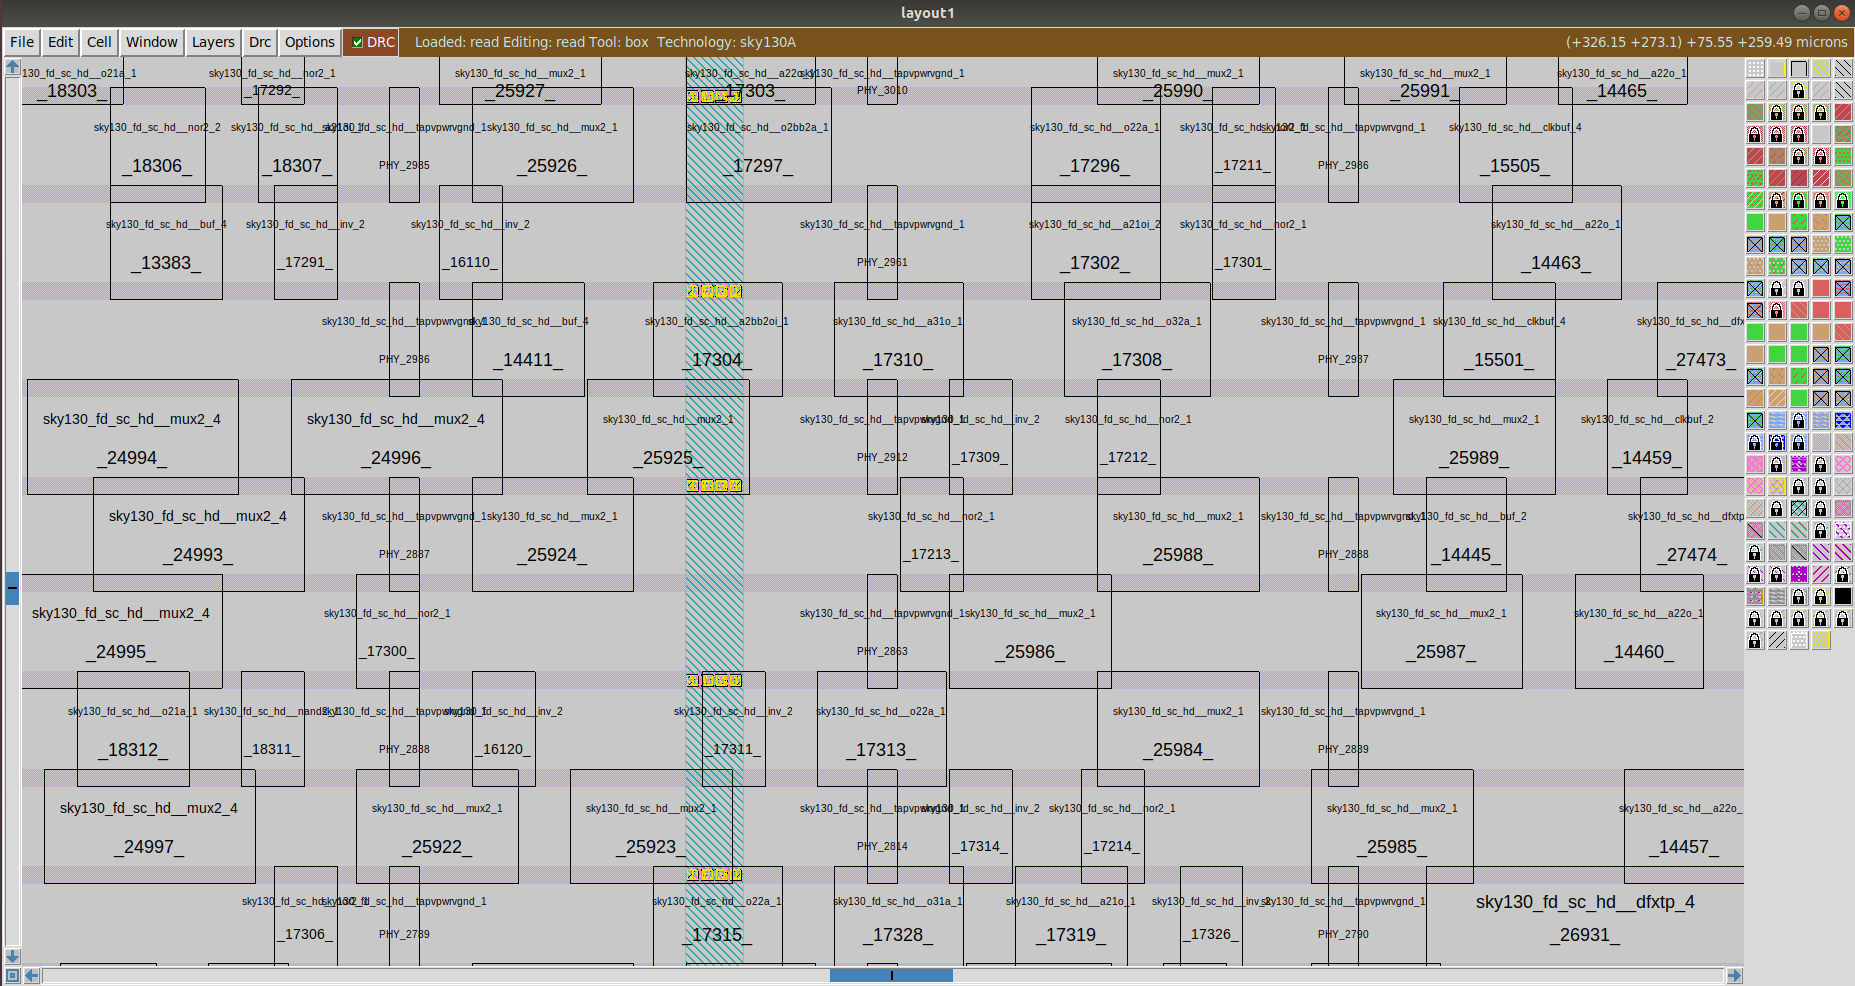 layout1
File Edit Cell Window Layers Drc Options DRC Loaded: read Editing: read Tool: box Technology: sky130A (+326.15 +273.1) +75.55 +259.49 microns
130_fd_sc_hd__o21a_1 sky130_fd_sc_hd__nor2_1 sky130_fd_sc_hd__mux2_1 sky130_fd_sc_hd__a22o_1 sky130_fd_sc_hd__tapvpwrvgnd_1 sky130_fd_sc_hd__mux2_1 sky130_fd_sc_hd__mux2_1 sky130_fd_sc_hd__a22o_1
_18303_ _17292_ _25927_ _17303_ PHY_3010 _25990_ _25991_ _14465_
sky130_fd_sc_hd__nor2_2 sky130_fd_sc_hd__ sky130_fd_sc_hd__tapvpwrvgnd_1 sky130_fd_sc_hd__mux2_1 sky130_fd_sc_hd__o2bb2a_1 sky130_fd_sc_hd__o22a_1 sky130_fd_sc_hd__nor2_1 sky130_fd_sc_hd__tapvpwrvgnd_1 sky130_fd_sc_hd__clkbuf_4
_18306_ _18307_ PHY_2985 _25926_ _17297_ _17296_ _17211_ PHY_2986 _15505_
sky130_fd_sc_hd__buf_4 sky130_fd_sc_hd__inv_2 sky130_fd_sc_hd__inv_2 sky130_fd_sc_hd__tapvpwrvgnd_1 sky130_fd_sc_hd__a21oi_2 sky130_fd_sc_hd__nor2_1 sky130_fd_sc_hd__a22o_1
_13383_ _17291_ _16110_ PHY_2961 _17302_ _17301_ _14463_
sky130_fd_sc_hd__tapvpwrvgnd_1 sky130_fd_sc_hd__buf_4 sky130_fd_sc_hd__a2bb2oi_1 sky130_fd_sc_hd__a31o_1 sky130_fd_sc_hd__o32a_1 sky130_fd_sc_hd__tapvpwrvgnd_1 sky130_fd_sc_hd__clkbuf_4 sky130_fd_sc_hd__dfx
PHY_2936 _14411_ _17304_ _17310_ _17308_ PHY_2937 _15501_ _27473_
sky130_fd_sc_hd__mux2_4 sky130_fd_sc_hd__mux2_4 sky130_fd_sc_hd__mux2_1 sky130_fd_sc_hd__tapvpwrvgnd_1 sky130_fd_sc_hd__inv_2 sky130_fd_sc_hd__nor2_1 sky130_fd_sc_hd__mux2_1 sky130_fd_sc_hd__clkbuf_2
_24994_ _24996_ _25925_ PHY_2912 _17309_ _17212_ _25989_ _14459_
sky130_fd_sc_hd__mux2_4 sky130_fd_sc_hd__tapvpwrvgnd_1 sky130_fd_sc_hd__mux2_1 sky130_fd_sc_hd__nor2_1 sky130_fd_sc_hd__mux2_1 sky130_fd_sc_hd__tapvpwrvgnd_1 sky130_fd_sc_hd__buf_2 sky130_fd_sc_hd__dfxtp
_24993_ PHY_2887 _25924_ _17213_ _25988_ PHY_2888 _14445_ _27474_
sky130_fd_sc_hd__mux2_4 sky130_fd_sc_hd__nor2_1 sky130_fd_sc_hd__tapvpwrvgnd_1 sky130_fd_sc_hd__mux2_1 sky130_fd_sc_hd__mux2_1 sky130_fd_sc_hd__a22o_1
_24995_ _17300_ PHY_2863 _25986_ _25987_ _14460_
sky130_fd_sc_hd__o21a_1 sky130_fd_sc_hd__nand2_1 sky130_fd_sc_hd__tapvpwrvgnd_1 sky130_fd_sc_hd__inv_2 sky130_fd_sc_hd__inv_2 sky130_fd_sc_hd__o22a_1 sky130_fd_sc_hd__mux2_1 sky130_fd_sc_hd__tapvpwrvgnd_1
_18312_ _18311_ PHY_2838 _16120_ _17311_ _17313_ _25984_ PHY_2839
sky130_fd_sc_hd__mux2_4 sky130_fd_sc_hd__mux2_1 sky130_fd_sc_hd__mux2_1 sky130_fd_sc_hd__tapvpwrvgnd_1 sky130_fd_sc_hd__inv_2 sky130_fd_sc_hd__nor2_1 sky130_fd_sc_hd__mux2_1 sky130_fd_sc_hd__a22o_
_24997_ _25922_ _25923_ PHY_2814 _17314_ _17214_ _25985_ _14457_
sky130_fd_sc_hd__ sky130_fd_sc_hd__tapvpwrvgnd_1 sky130_fd_sc_hd__o22a_1 sky130_fd_sc_hd__o31a_1 sky130_fd_sc_hd__a21o_1 sky130_fd_sc_hd__inv_2 sky130_fd_sc_hd__tapvpwrvgnd_1 sky130_fd_sc_hd__dfxtp_4
_17306_ PHY_2789 _17315_ _17328_ _17319_ _17326_ PHY_2790 _26931_